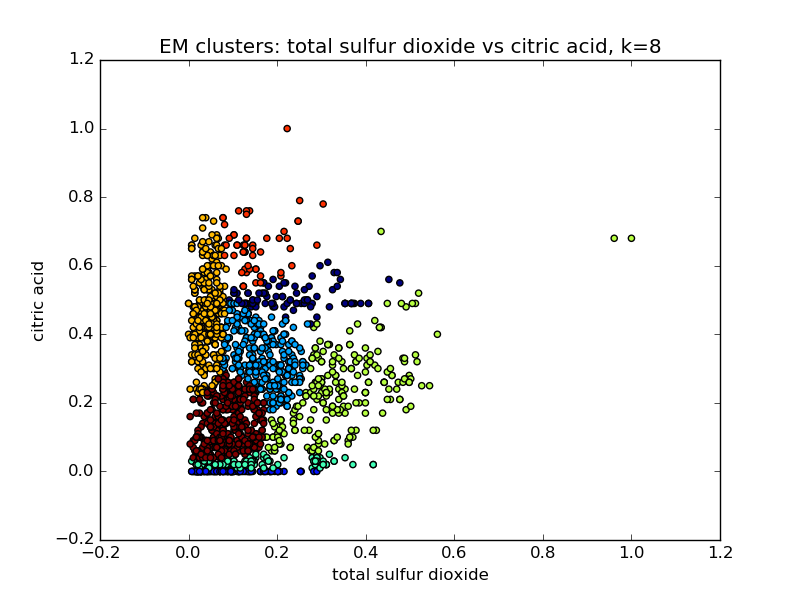 EM clusters: total sulfur dioxide vs citric acid, k=8
1.2
1.0
0.8
0.6
0.4
0.2
0.0
−0.2
citric acid
−0.2 0.0 0.2 0.4 0.6 0.8 1.0 1.2
total sulfur dioxide